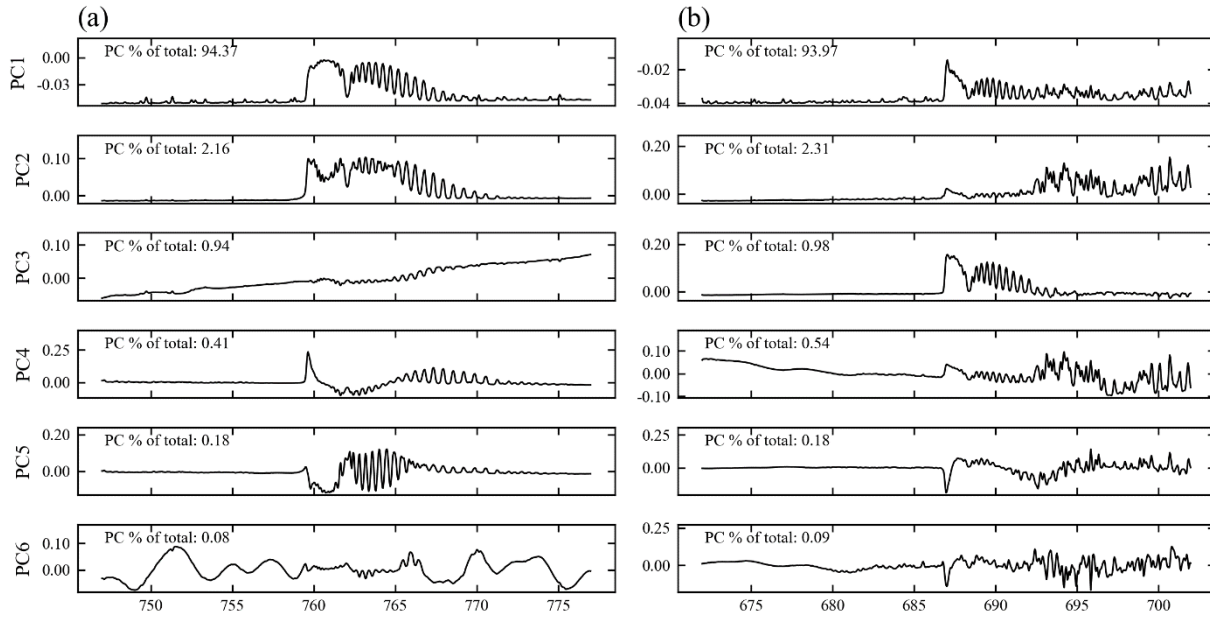 (a)
PC1
0.00
-0.03
PC % of total: 94.37
PC2
0.10
0.00
PC % of total: 2.16
PC3
0.10
0.00
PC % of total: 0.94
PC4
0.25
0.00
PC % of total: 0.41
PC5
0.20
0.00
PC % of total: 0.18
PC6
0.10
0.00
PC % of total: 0.08
750 755 760 765 770 775
(b)
-0.02
-0.04
PC % of total: 93.97
0.20
0.00
PC % of total: 2.31
0.20
0.00
PC % of total: 0.98
0.10
0.00
-0.10
PC % of total: 0.54
0.25
0.00
PC % of total: 0.18
0.25
0.00
PC % of total: 0.09
675 680 685 690 695 700